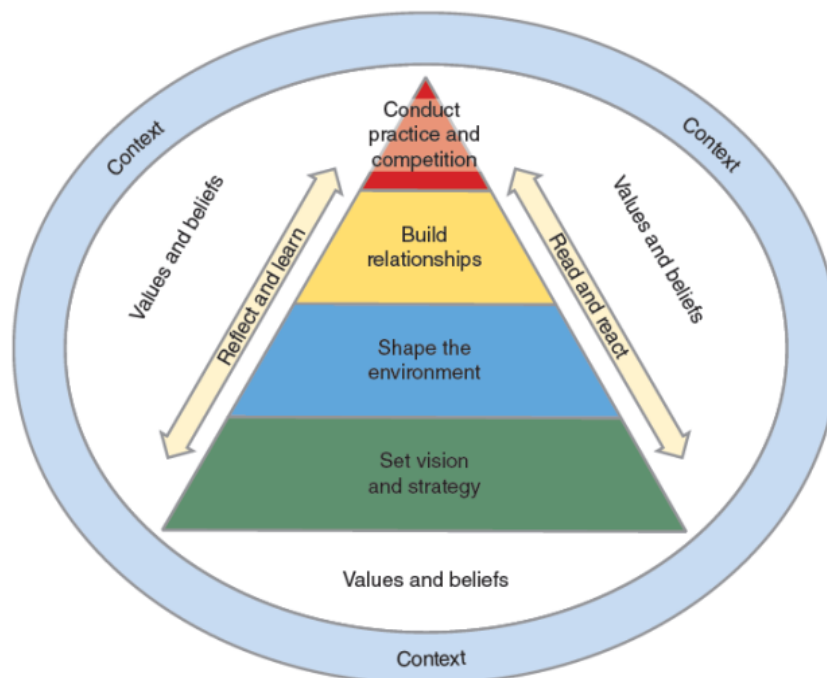 Conduct
practice and
competition
Context
Context
Values and beliefs
Values and beliefs
Reflect and learn
Read and react
Build
relationships
Shape the
environment
Set vision
and strategy
Values and beliefs
Context